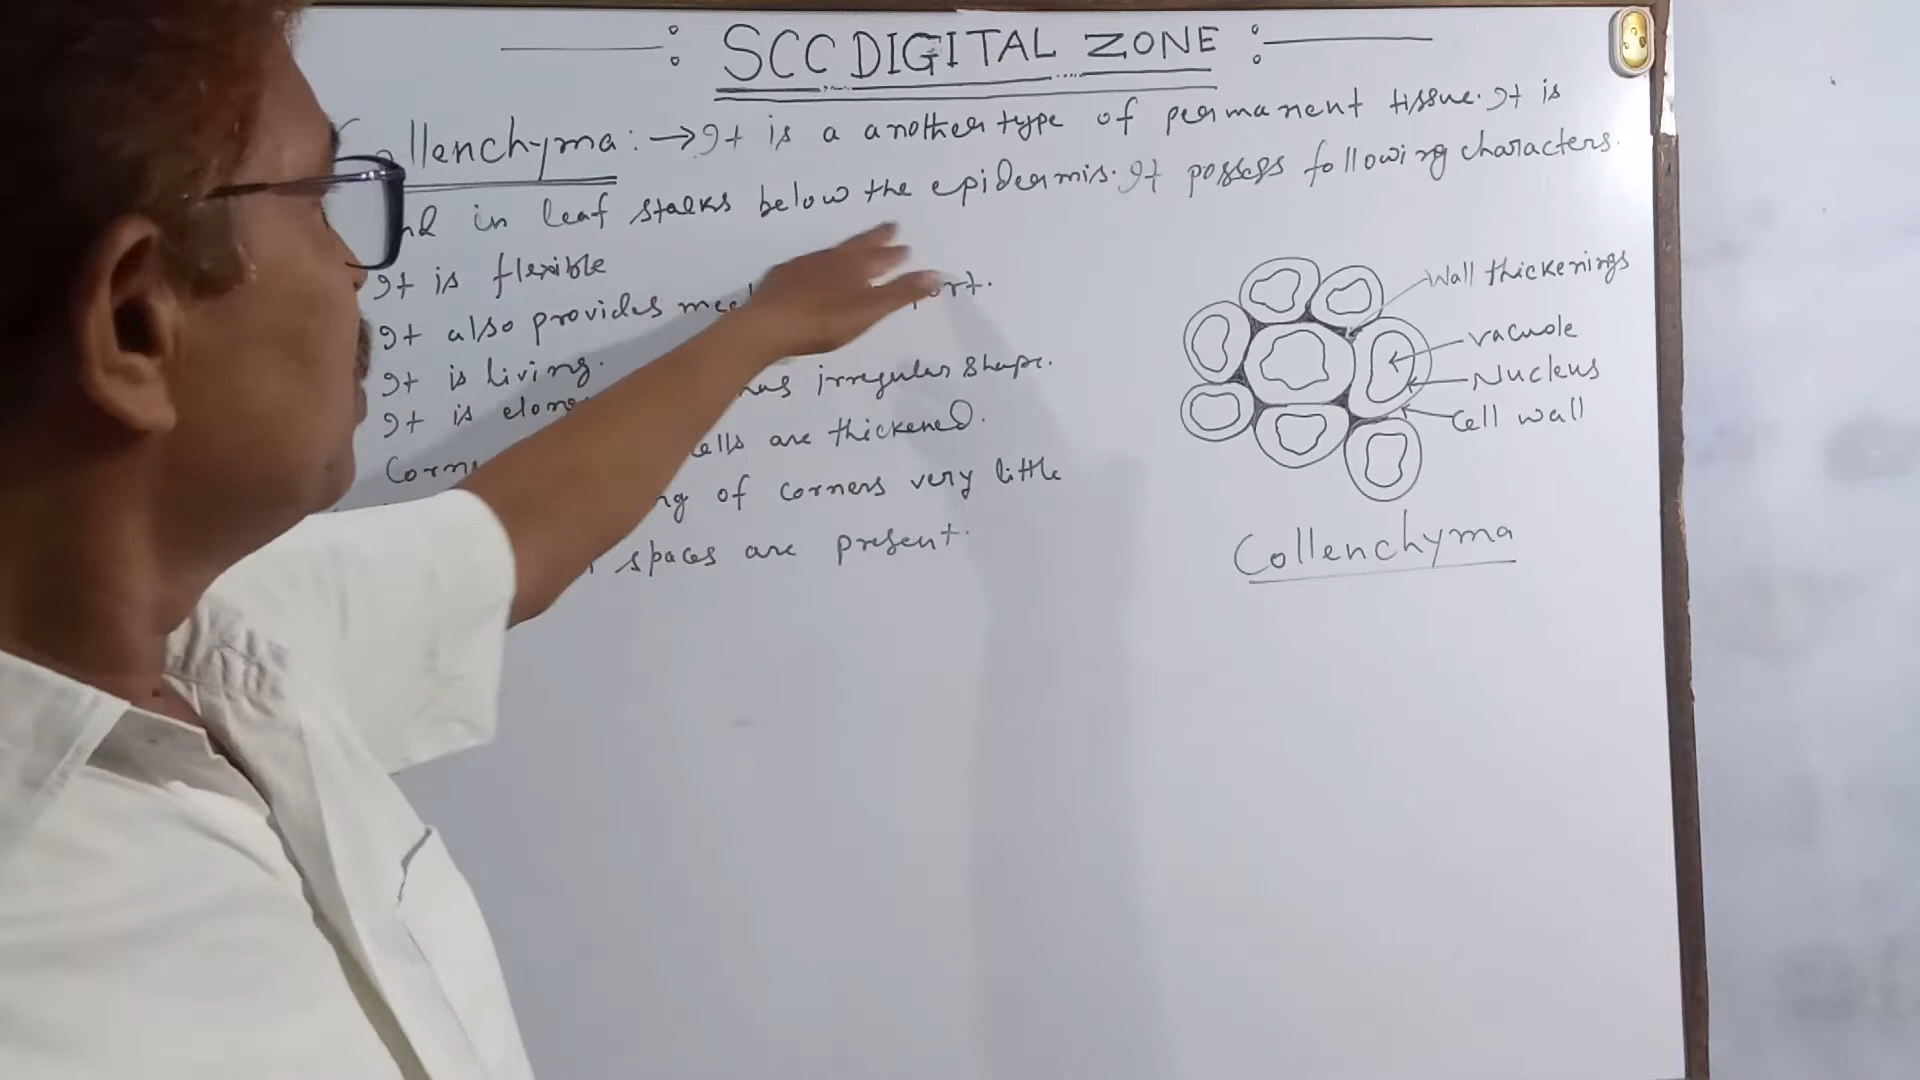 SCC DIGITAL ZONE
:→It is a another type of permanent tissue. It is
in leaf stalks below the epidermis. It possess following characters.
It is flexible
It also provides
It is living.
It is irregular shape.
are thickened.
of corners very little
spaces are present.
Wall thickenings
vacuole
Nucleus
Cell wall
Collenchyma